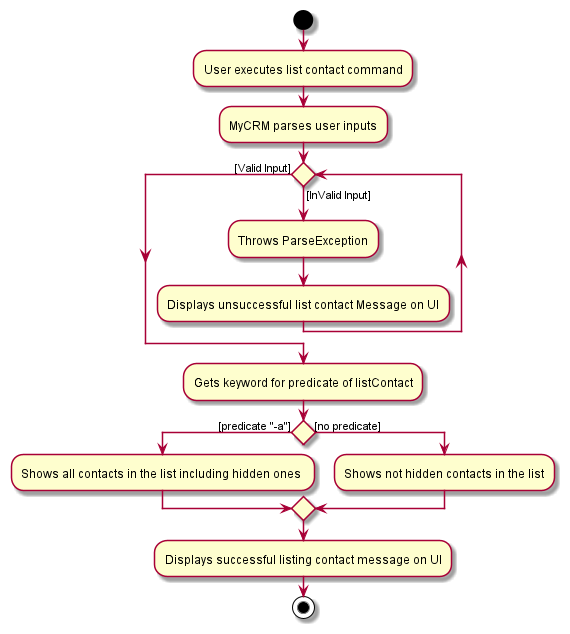 User executes list contact command
MyCRM parses user inputs
[Valid Input]
[InValid Input]
Throws ParseException
Displays unsuccessful list contact Message on UI
Gets keyword for predicate of listContact
[predicate "-a"]
[no predicate]
Shows all contacts in the list including hidden ones
Shows not hidden contacts in the list
Displays successful listing contact message on UI